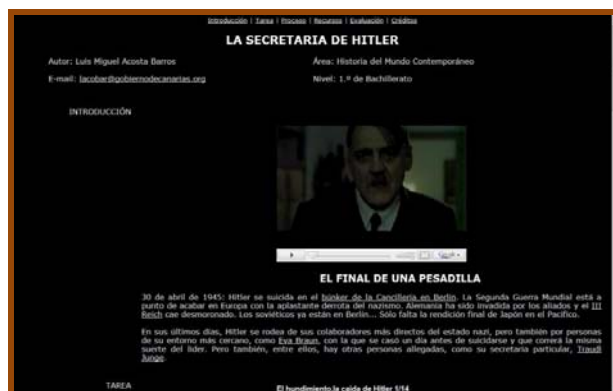 Introducción | Tarea | Proceso | Recursos | Evaluación | Créditos
LA SECRETARIA DE HITLER
Autor: Luis Miguel Acosta Barros
Área: Historia del Mundo Contemporáneo
E-mail: lacobar@gobiernodecanarias.org
Nivel: 1.º de Bachillerato
INTRODUCCIÓN
EL FINAL DE UNA PESADILLA
30 de abril de 1945: Hitler se suicida en el búnker de la Cancillería en Berlín. La Segunda Guerra Mundial está a
punto de acabar en Europa con la aplastante derrota del nazismo. Alemania ha sido invadida por los aliados y el III
Reich cae desmoronado. Los soviéticos ya están en Berlín... Sólo falta la rendición final de Japón en el Pacífico.
En sus últimos días, Hitler se rodea de sus colaboradores más directos del estado nazi, pero también por personas
de su entorno más cercano, como Eva Braun, con la que se casó un día antes de suicidarse y que correrá la misma
suerte del líder. Pero también, entre ellos, hay otras personas allegadas, como su secretaria particular, Traudl
Junge.
TAREA
El hundimiento la caida de Hitler 1/14